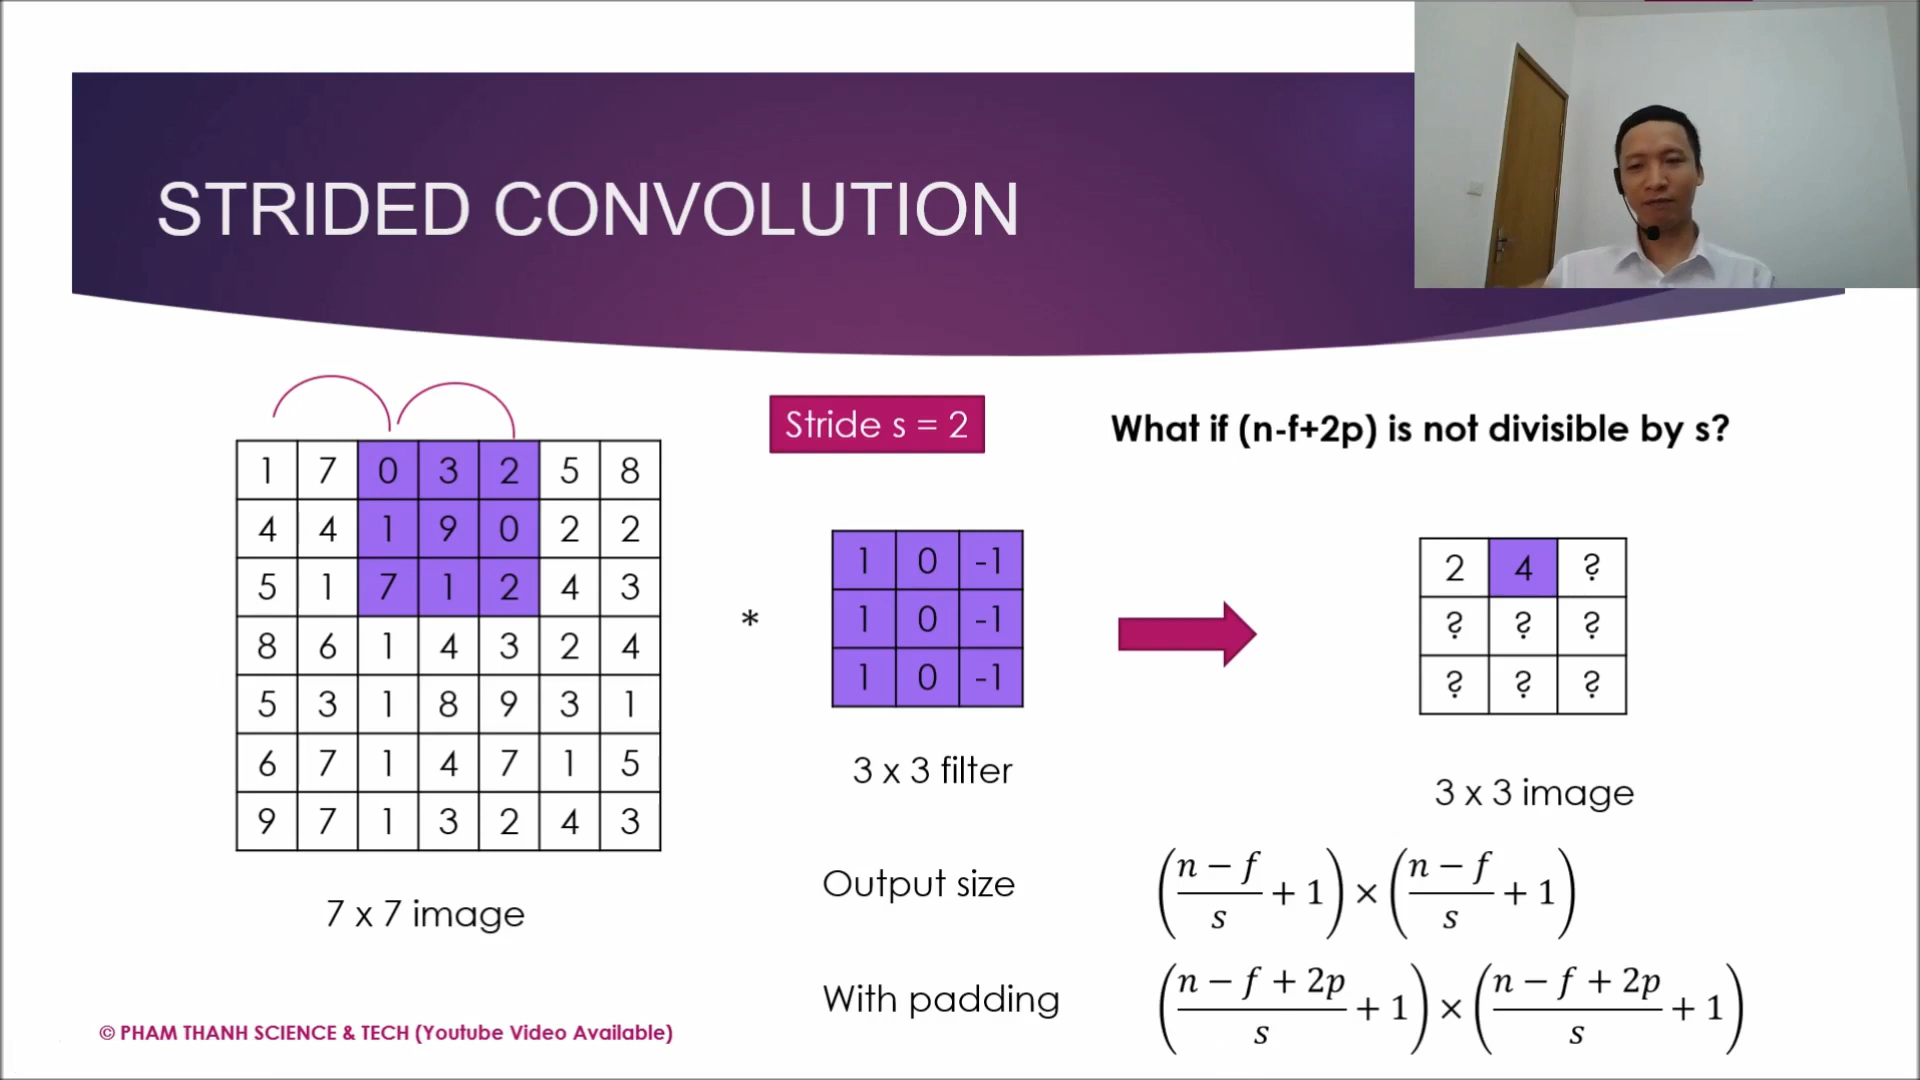 STRIDED CONVOLUTION
Stride s = 2
What if (n-f+2p) is not divisible by s?
1 7 0 3 2 5 8
4 4 1 9 0 2 2
5 1 7 1 2 4 3
8 6 1 4 3 2 4
5 3 1 8 9 3 1
6 7 1 4 7 1 5
9 7 1 3 2 4 3
7 x 7 image
*
1 0 -1
1 0 -1
1 0 -1
3 x 3 filter
2 4 ?
? ? ?
? ? ?
3 x 3 image
Output size
(n − f / s + 1) × (n − f / s + 1)
With padding
(n − f + 2p / s + 1) × (n − f + 2p / s + 1)
© PHAM THANH SCIENCE & TECH (Youtube Video Available)